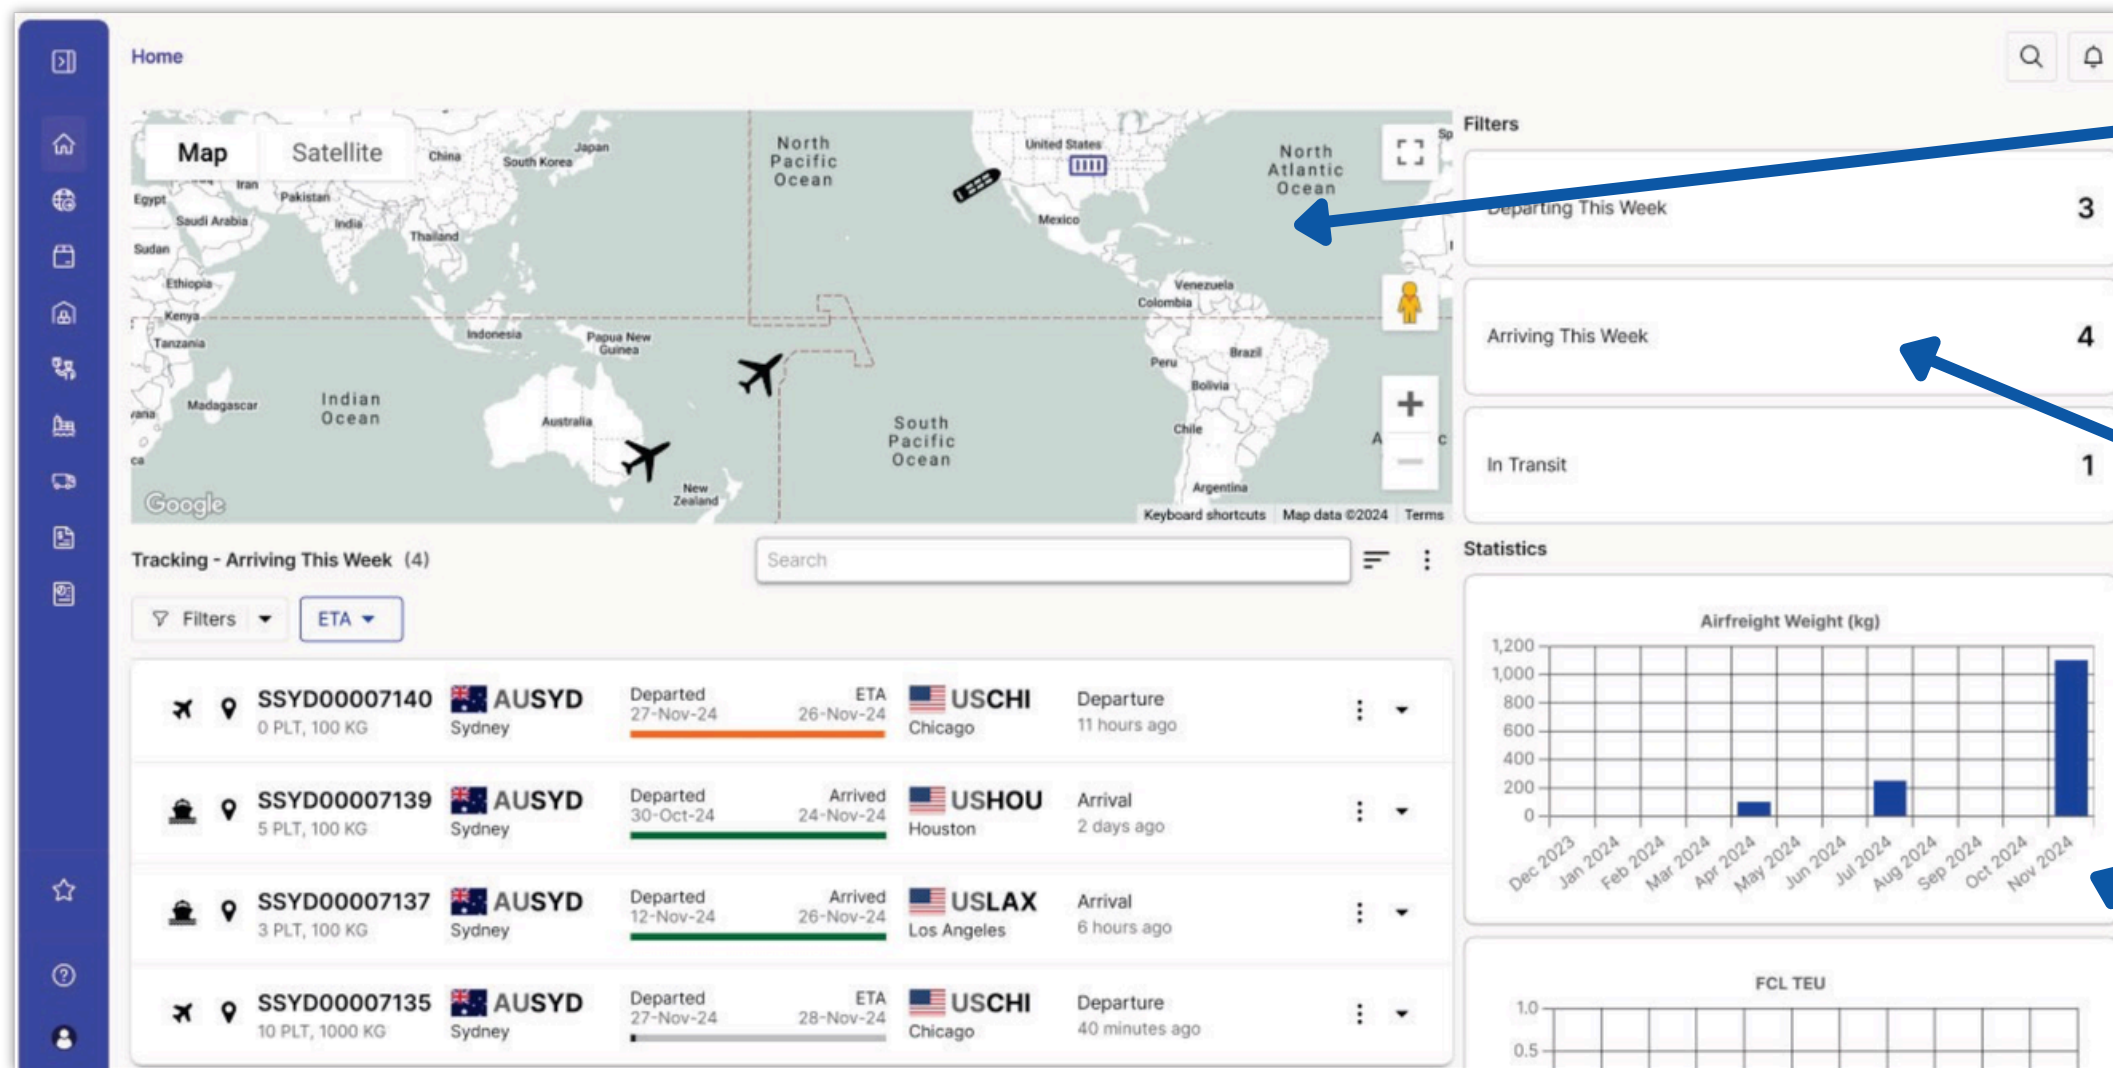 Home
Map
Satellite
China
South Korea
Japan
North
Pacific
Ocean
United States
North
Atlantic
Ocean
Sp
Egypt
Iran
Pakistan
Saudi Arabia
India
Thailand
Mexico
Sudan
Ethiopia
Kenya
Tanzania
Indonesia
Papua New
Guinea
Venezuela
Colombia
Peru
Brazil
Bolivia
Madagascar
Indian
Ocean
Australia
South
Pacific
Ocean
Chile
New
Zealand
Argentina
Google
Keyboard shortcuts
Map data ©2024
Terms
Filters
Departing This Week 3
Arriving This Week 4
In Transit 1
Tracking - Arriving This Week (4)
Search
Filters
ETA
SSYD00007140 AUSYD Departed ETA USCHI Departure
0 PLT, 100 KG Sydney 27-Nov-24 26-Nov-24 Chicago 11 hours ago
SSYD00007139 AUSYD Departed Arrived USHOU Arrival
5 PLT, 100 KG Sydney 30-Oct-24 24-Nov-24 Houston 2 days ago
SSYD00007137 AUSYD Departed Arrived USLAX Arrival
3 PLT, 100 KG Sydney 12-Nov-24 26-Nov-24 Los Angeles 6 hours ago
SSYD00007135 AUSYD Departed ETA USCHI Departure
10 PLT, 1000 KG Sydney 27-Nov-24 28-Nov-24 Chicago 40 minutes ago
Statistics
Airfreight Weight (kg)
1,200
1,000
800
600
400
200
0
Dec 2023
Jan 2024
Feb 2024
Mar 2024
Apr 2024
May 2024
Jun 2024
Jul 2024
Aug 2024
Sep 2024
Oct 2024
Nov 2024
FCL TEU
1.0
0.5